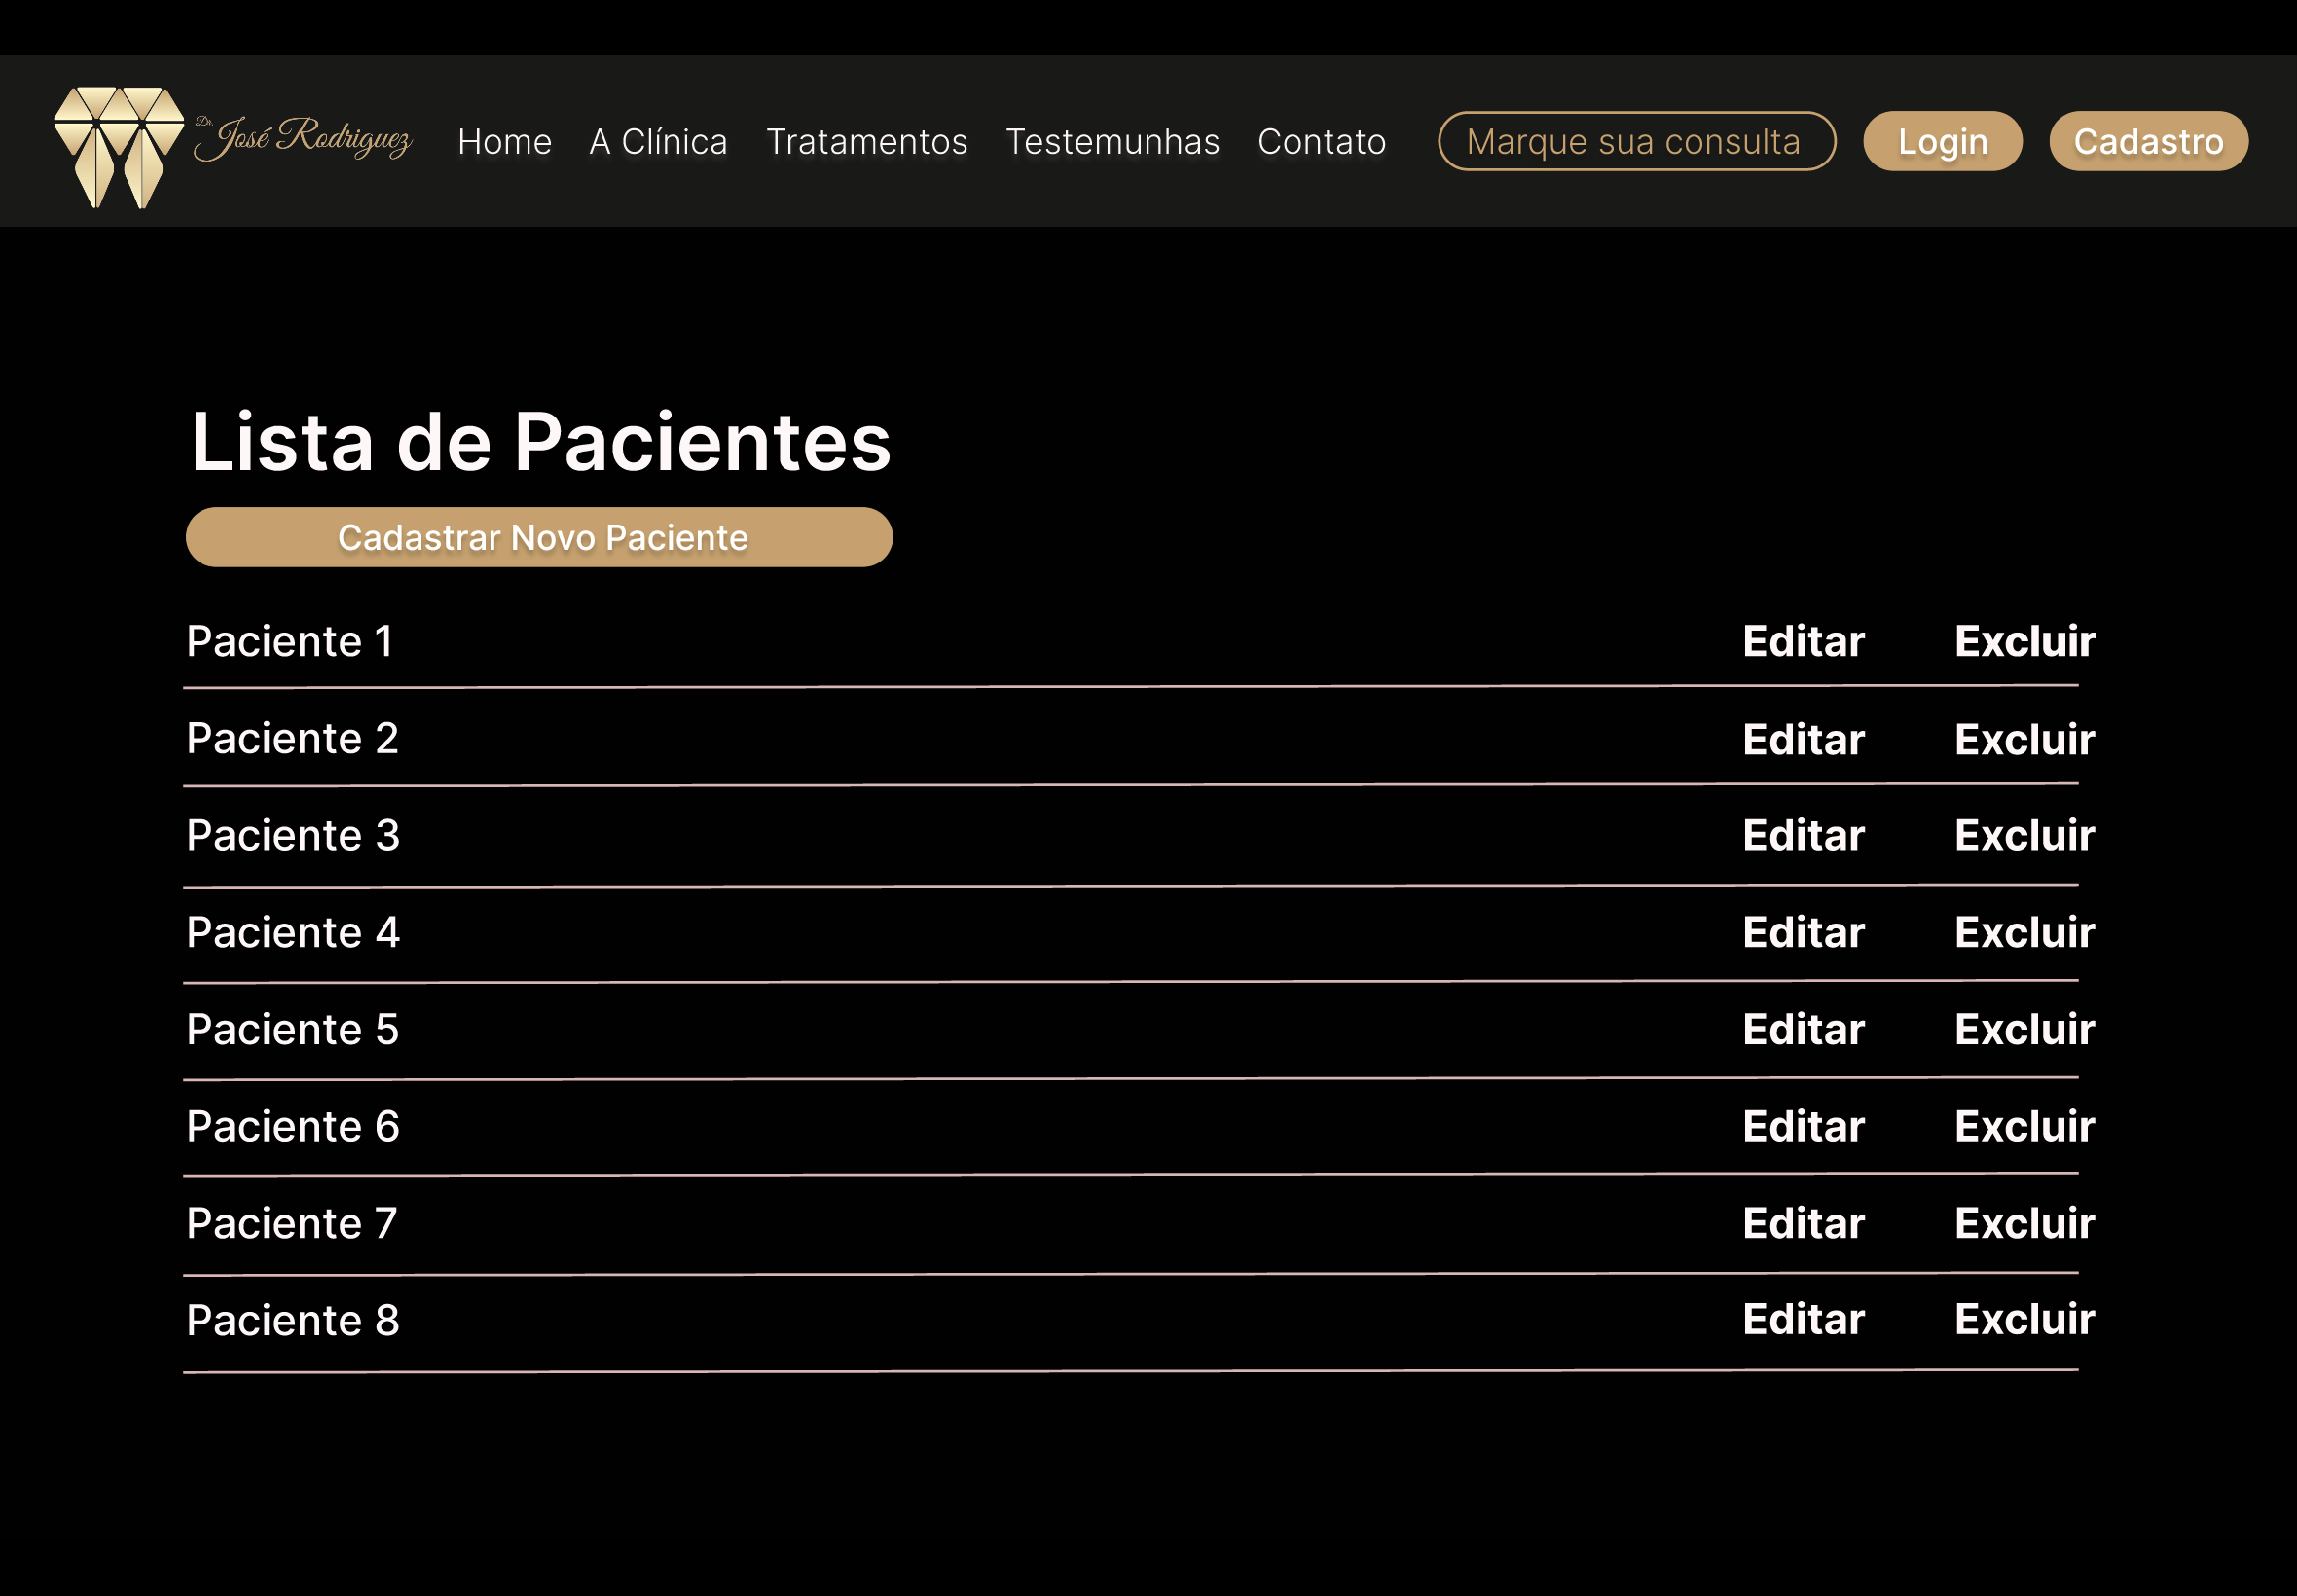 Dr. José Rodriguez Home A Clínica Tratamentos Testemunhas Contato Marque sua consulta Login Cadastro
Lista de Pacientes
Cadastrar Novo Paciente
Paciente 1 Editar Excluir
Paciente 2 Editar Excluir
Paciente 3 Editar Excluir
Paciente 4 Editar Excluir
Paciente 5 Editar Excluir
Paciente 6 Editar Excluir
Paciente 7 Editar Excluir
Paciente 8 Editar Excluir